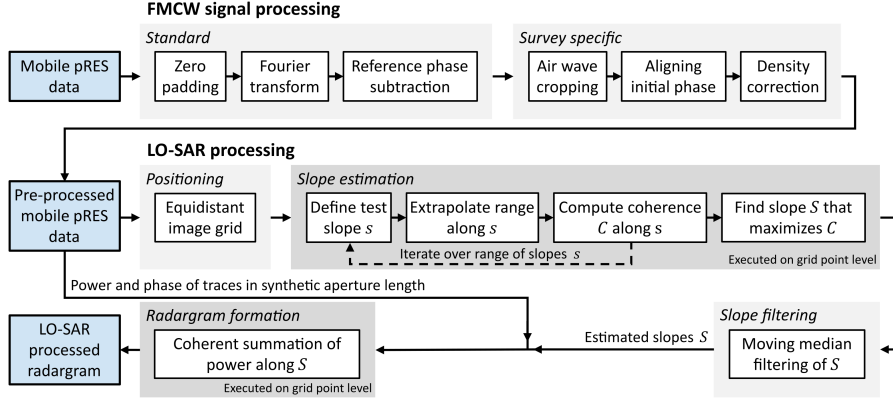 FMCW signal processing
Standard
Survey specific
Mobile pRES
data
Zero
padding
Fourier
transform
Reference phase
subtraction
Air wave
cropping
Aligning
initial phase
Density
correction
LO-SAR processing
Positioning
Slope estimation
Pre-processed
mobile pRES
data
Equidistant
image grid
Define test
slope s
Extrapolate range
along s
Compute coherence
C along s
Find slope S that
maximizes C
Iterate over range of slopes s
Executed on grid point level
Power and phase of traces in synthetic aperture length
Radargram formation
Slope filtering
LO-SAR
processed
radargram
Coherent summation of
power along S
Executed on grid point level
Estimated slopes S
Moving median
filtering of S